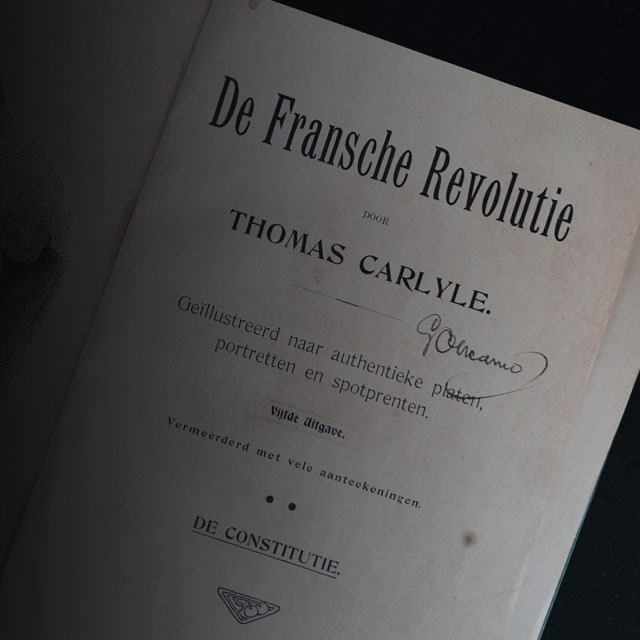 De Fransche Revolutie
DOOR
THOMAS CARLYLE.
Geïllustreerd naar authentieke platen,
portretten en spotprenten.
Vijfde Uitgave.
Vermeerderd met vele aanteekeningen.
DE CONSTITUTIE.